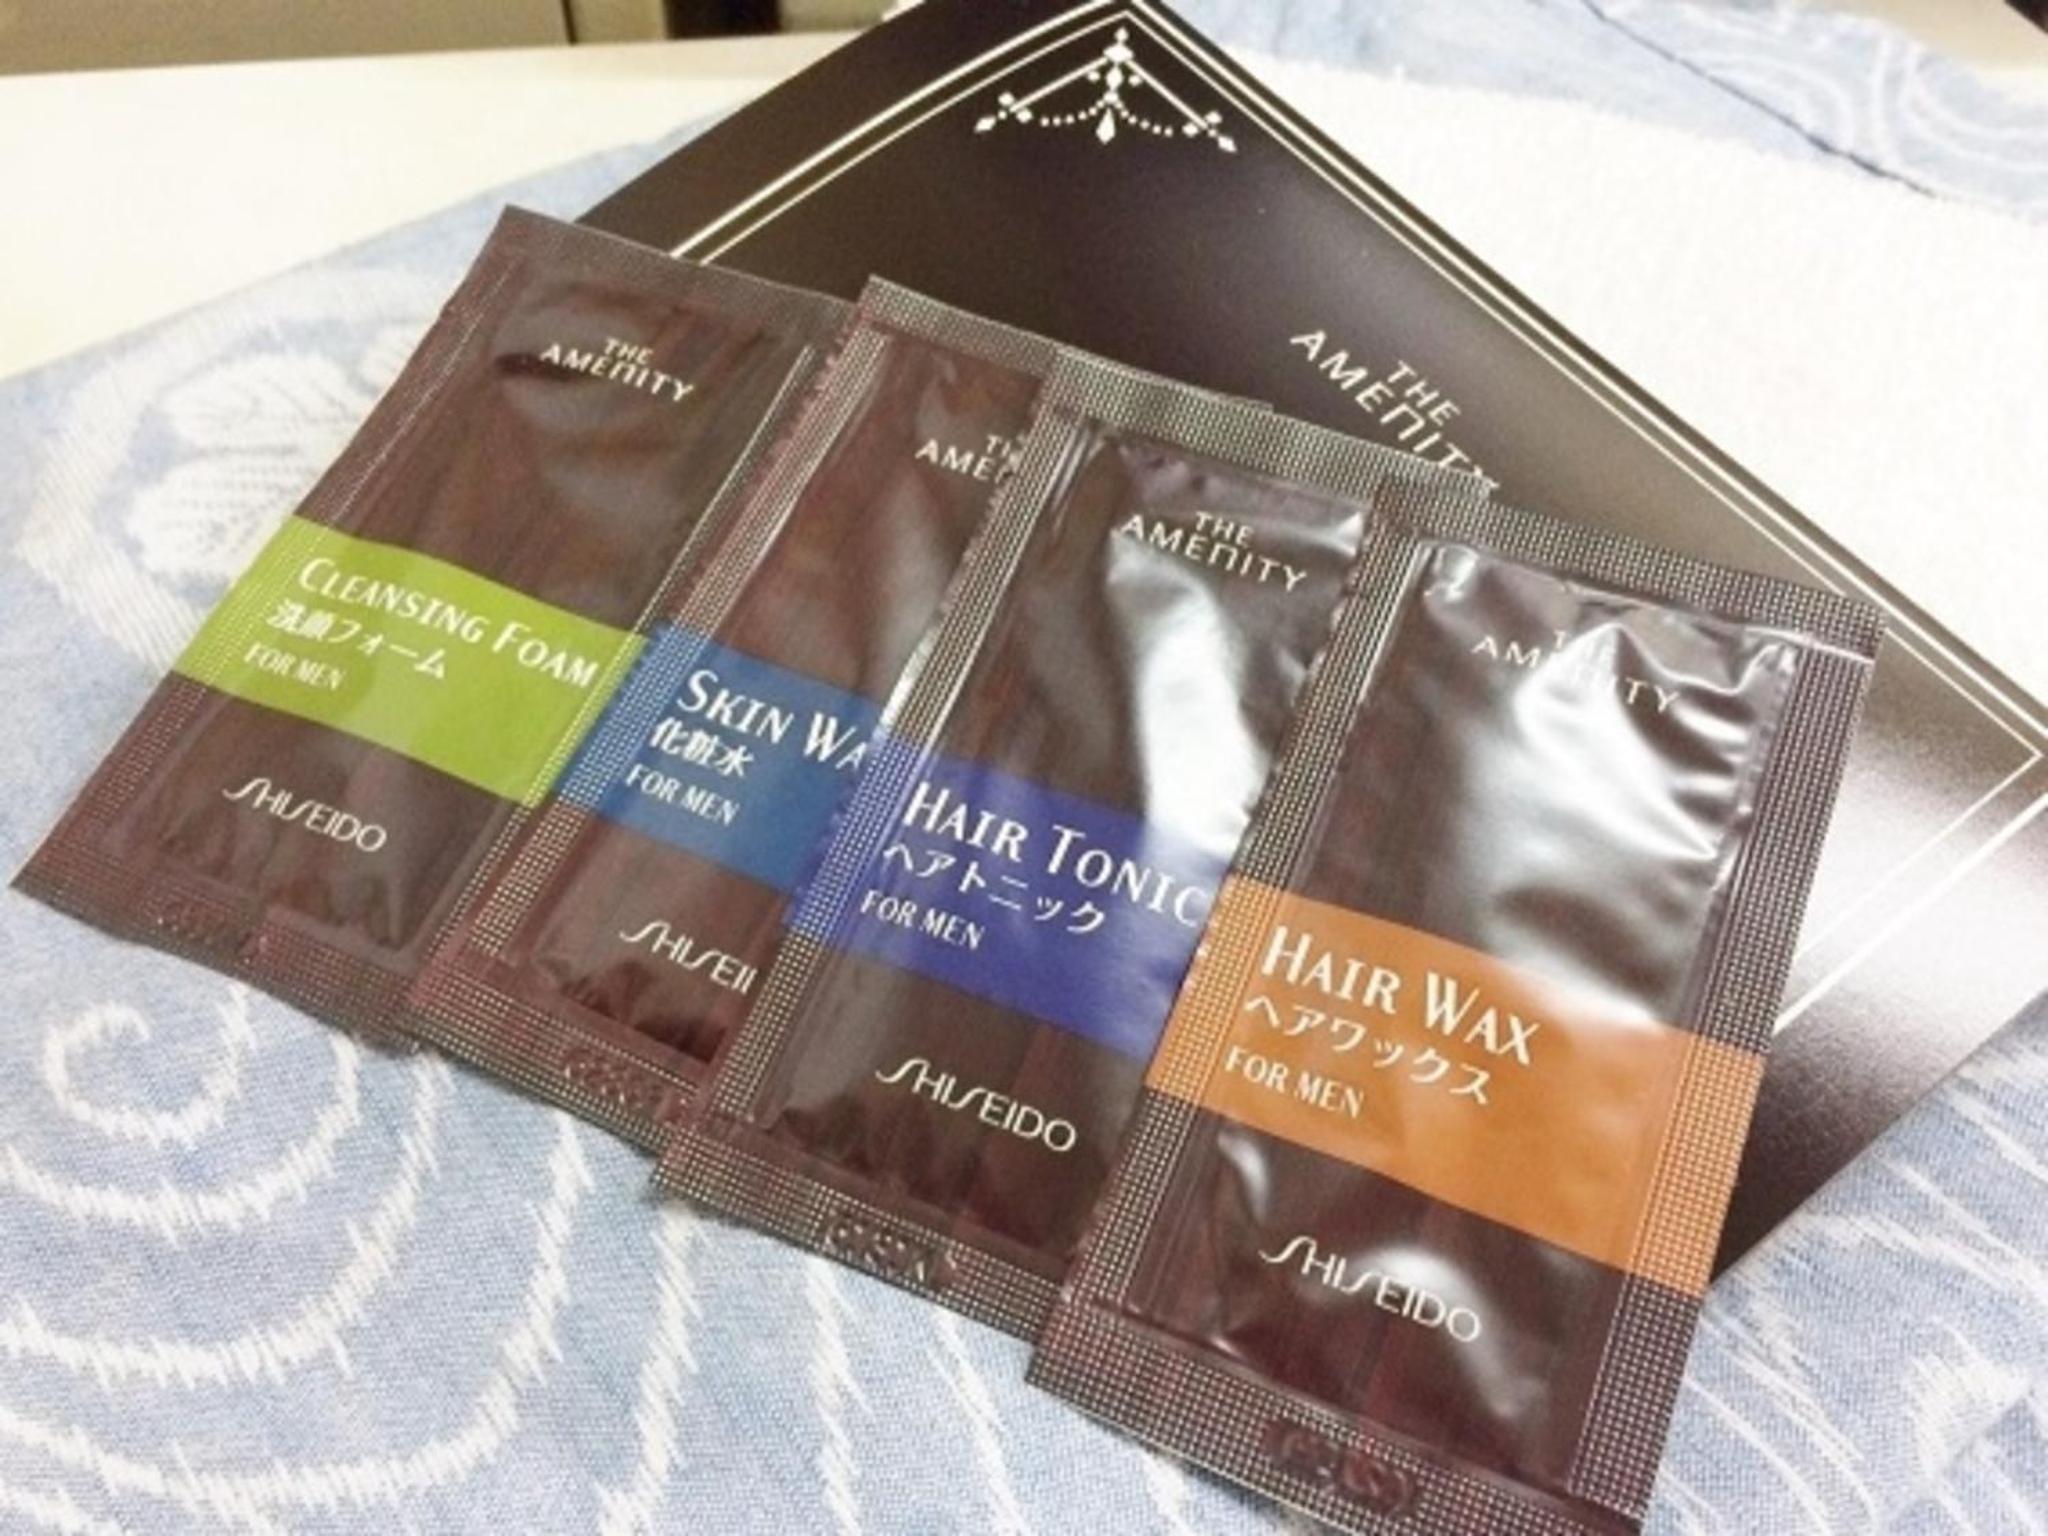 THE
AMENITY
THE
AMENITY
CLEANSING FOAM
洗顔フォーム
FOR MEN
SHISEIDO
AME
SKIN WA
化粧水
FOR MEN
SHISEI
THE
AMENITY
HAIR TONIC
ヘアトニック
FOR MEN
SHISEIDO
THE
AMENITY
HAIR WAX
ヘアワックス
FOR MEN
SHISEIDO